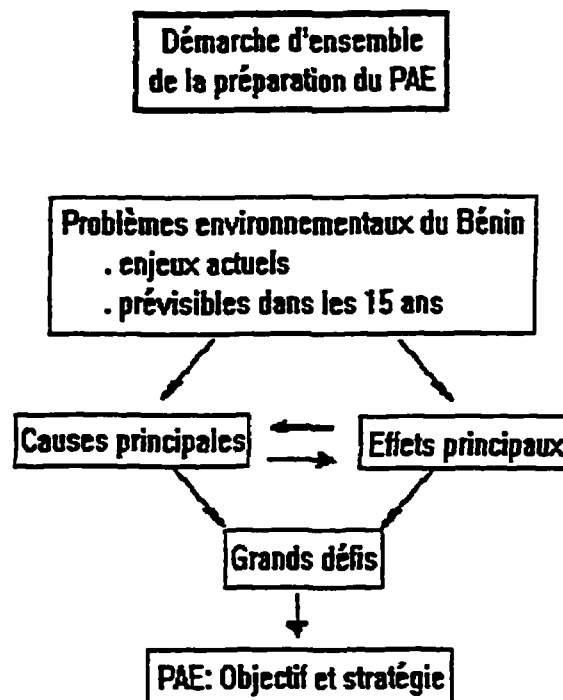 Démarche d'ensemble
de la préparation du PAE
Problèmes environnementaux du Bénin
. enjeux actuels
. prévisibles dans les 15 ans
Causes principales
Effets principaux
Grands défis
PAE: Objectif et stratégie